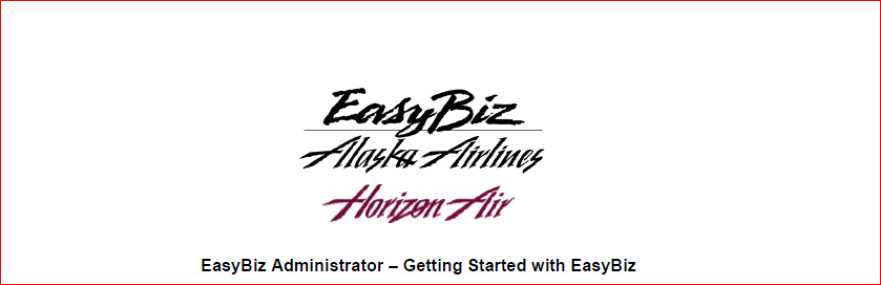 EasyBiz
Alaska Airlines
Horizon Air
EasyBiz Administrator – Getting Started with EasyBiz